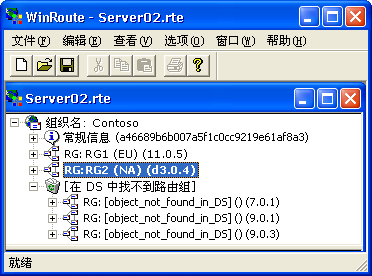 WinRoute - Server02.rte
文件(F) 编辑(E) 查看(V) 选项(O) 窗口(W) 帮助(H)
Server02.rte
组织名: Contoso
常规信息 (a46689b6b007a5f1c0cc9219e61af8a3)
RG: RG1 (EU) (11.0.5)
RG:RG2 (NA) (d3.0.4)
[在 DS 中找不到路由组]
RG: [object_not_found_in_DS] () (7.0.1)
RG: [object_not_found_in_DS] () (9.0.1)
RG: [object_not_found_in_DS] () (9.0.3)
就绪